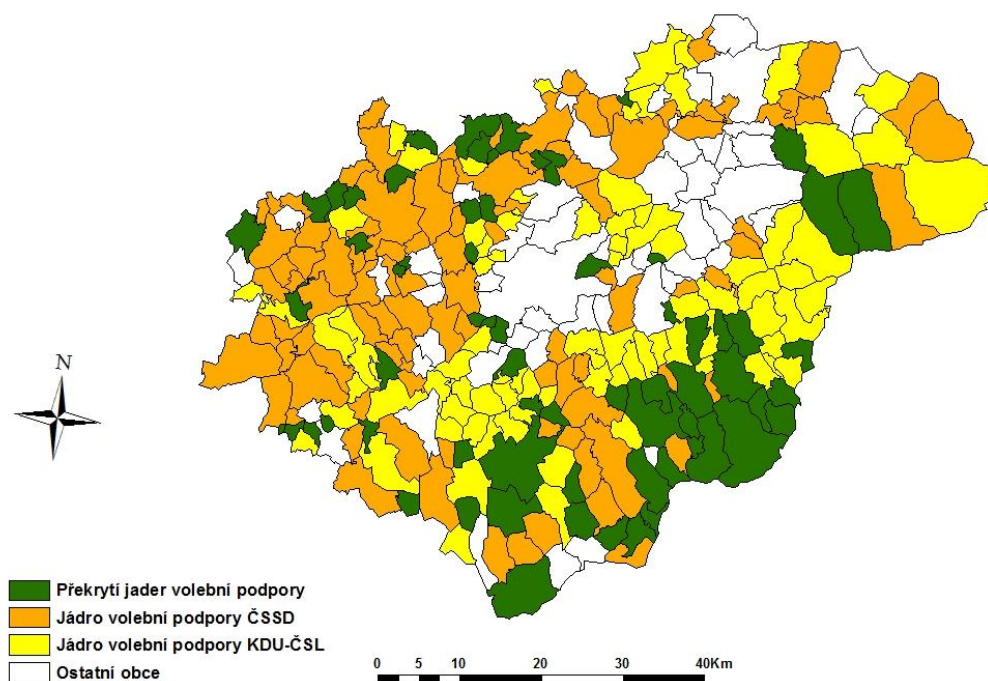 N
Překrytí jader volební podpory
Jádro volební podpory ČSSD
Jádro volební podpory KDU-ČSL
Ostatní obce
0 5 10 20 30 40Km